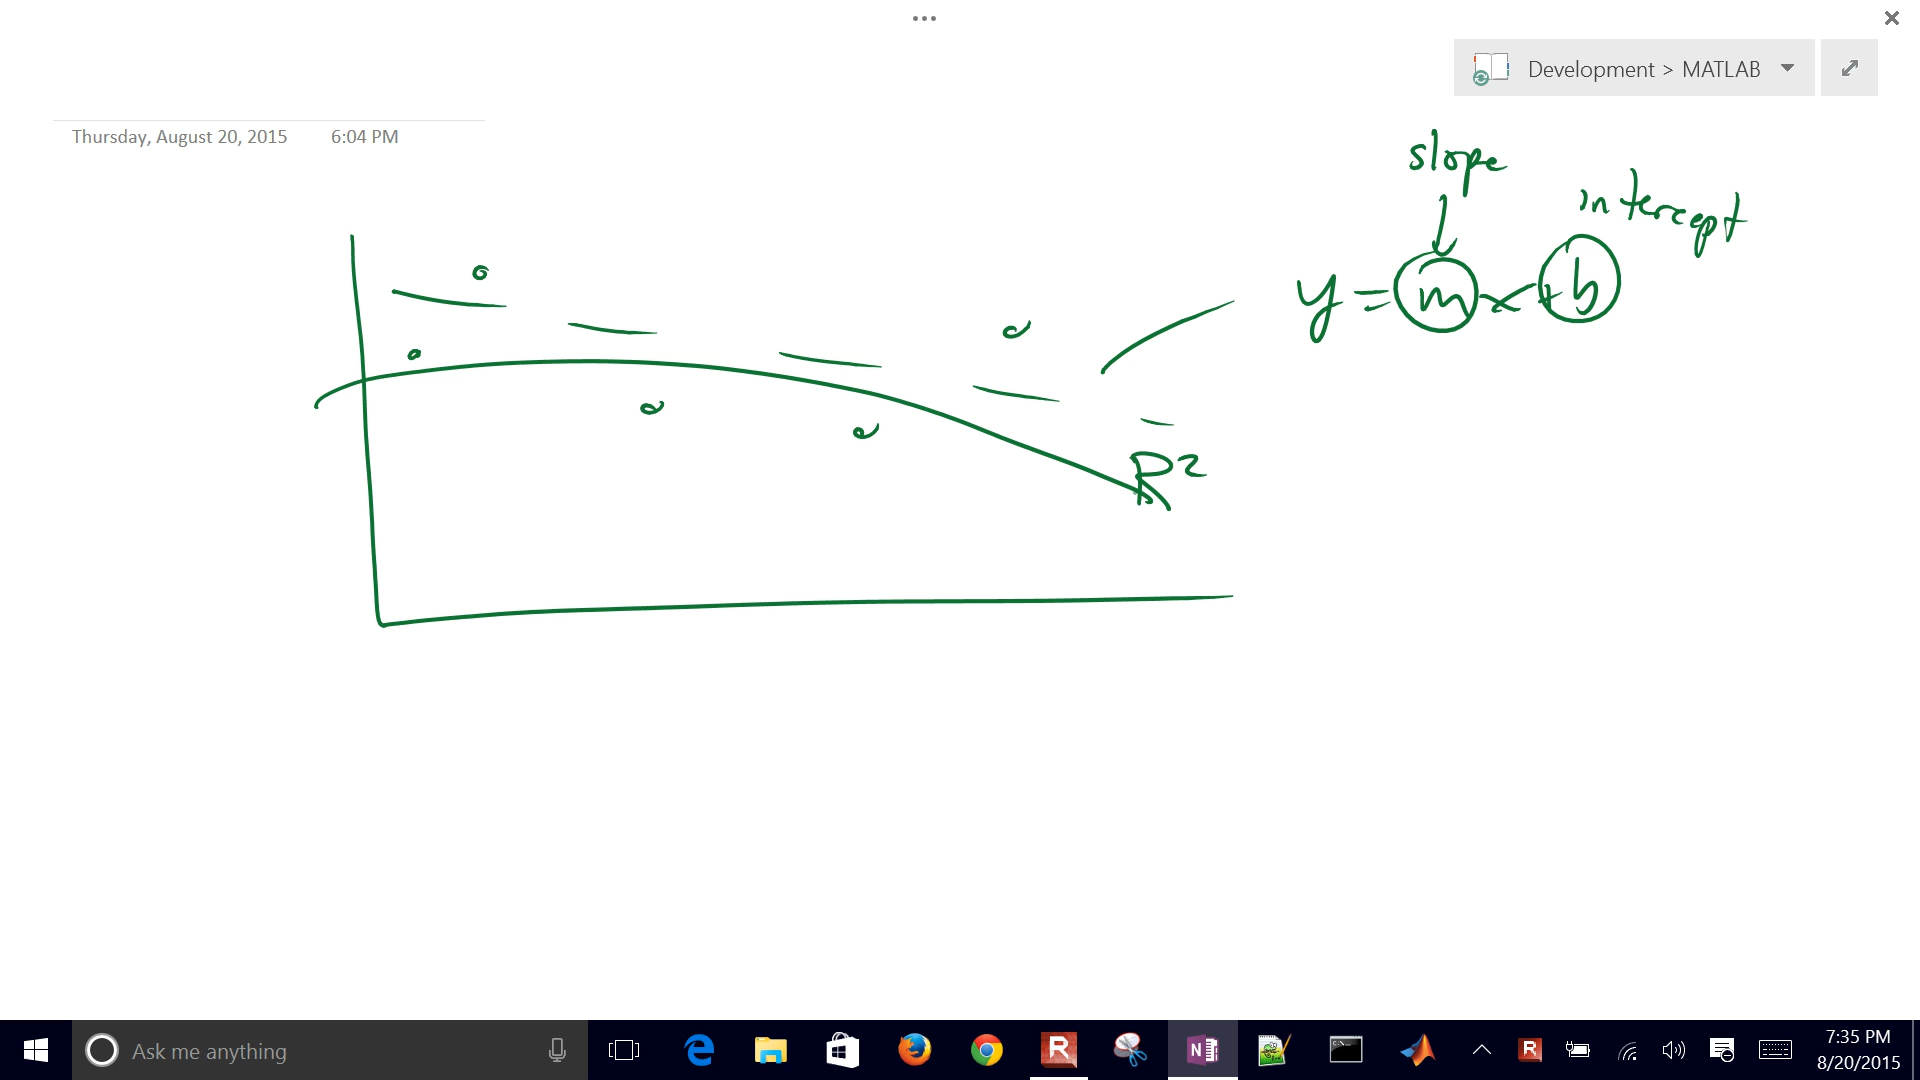 Development > MATLAB
Thursday, August 20, 2015 6:04 PM
slope
intercept
y = mx + b
R²
Ask me anything
7:35 PM
8/20/2015